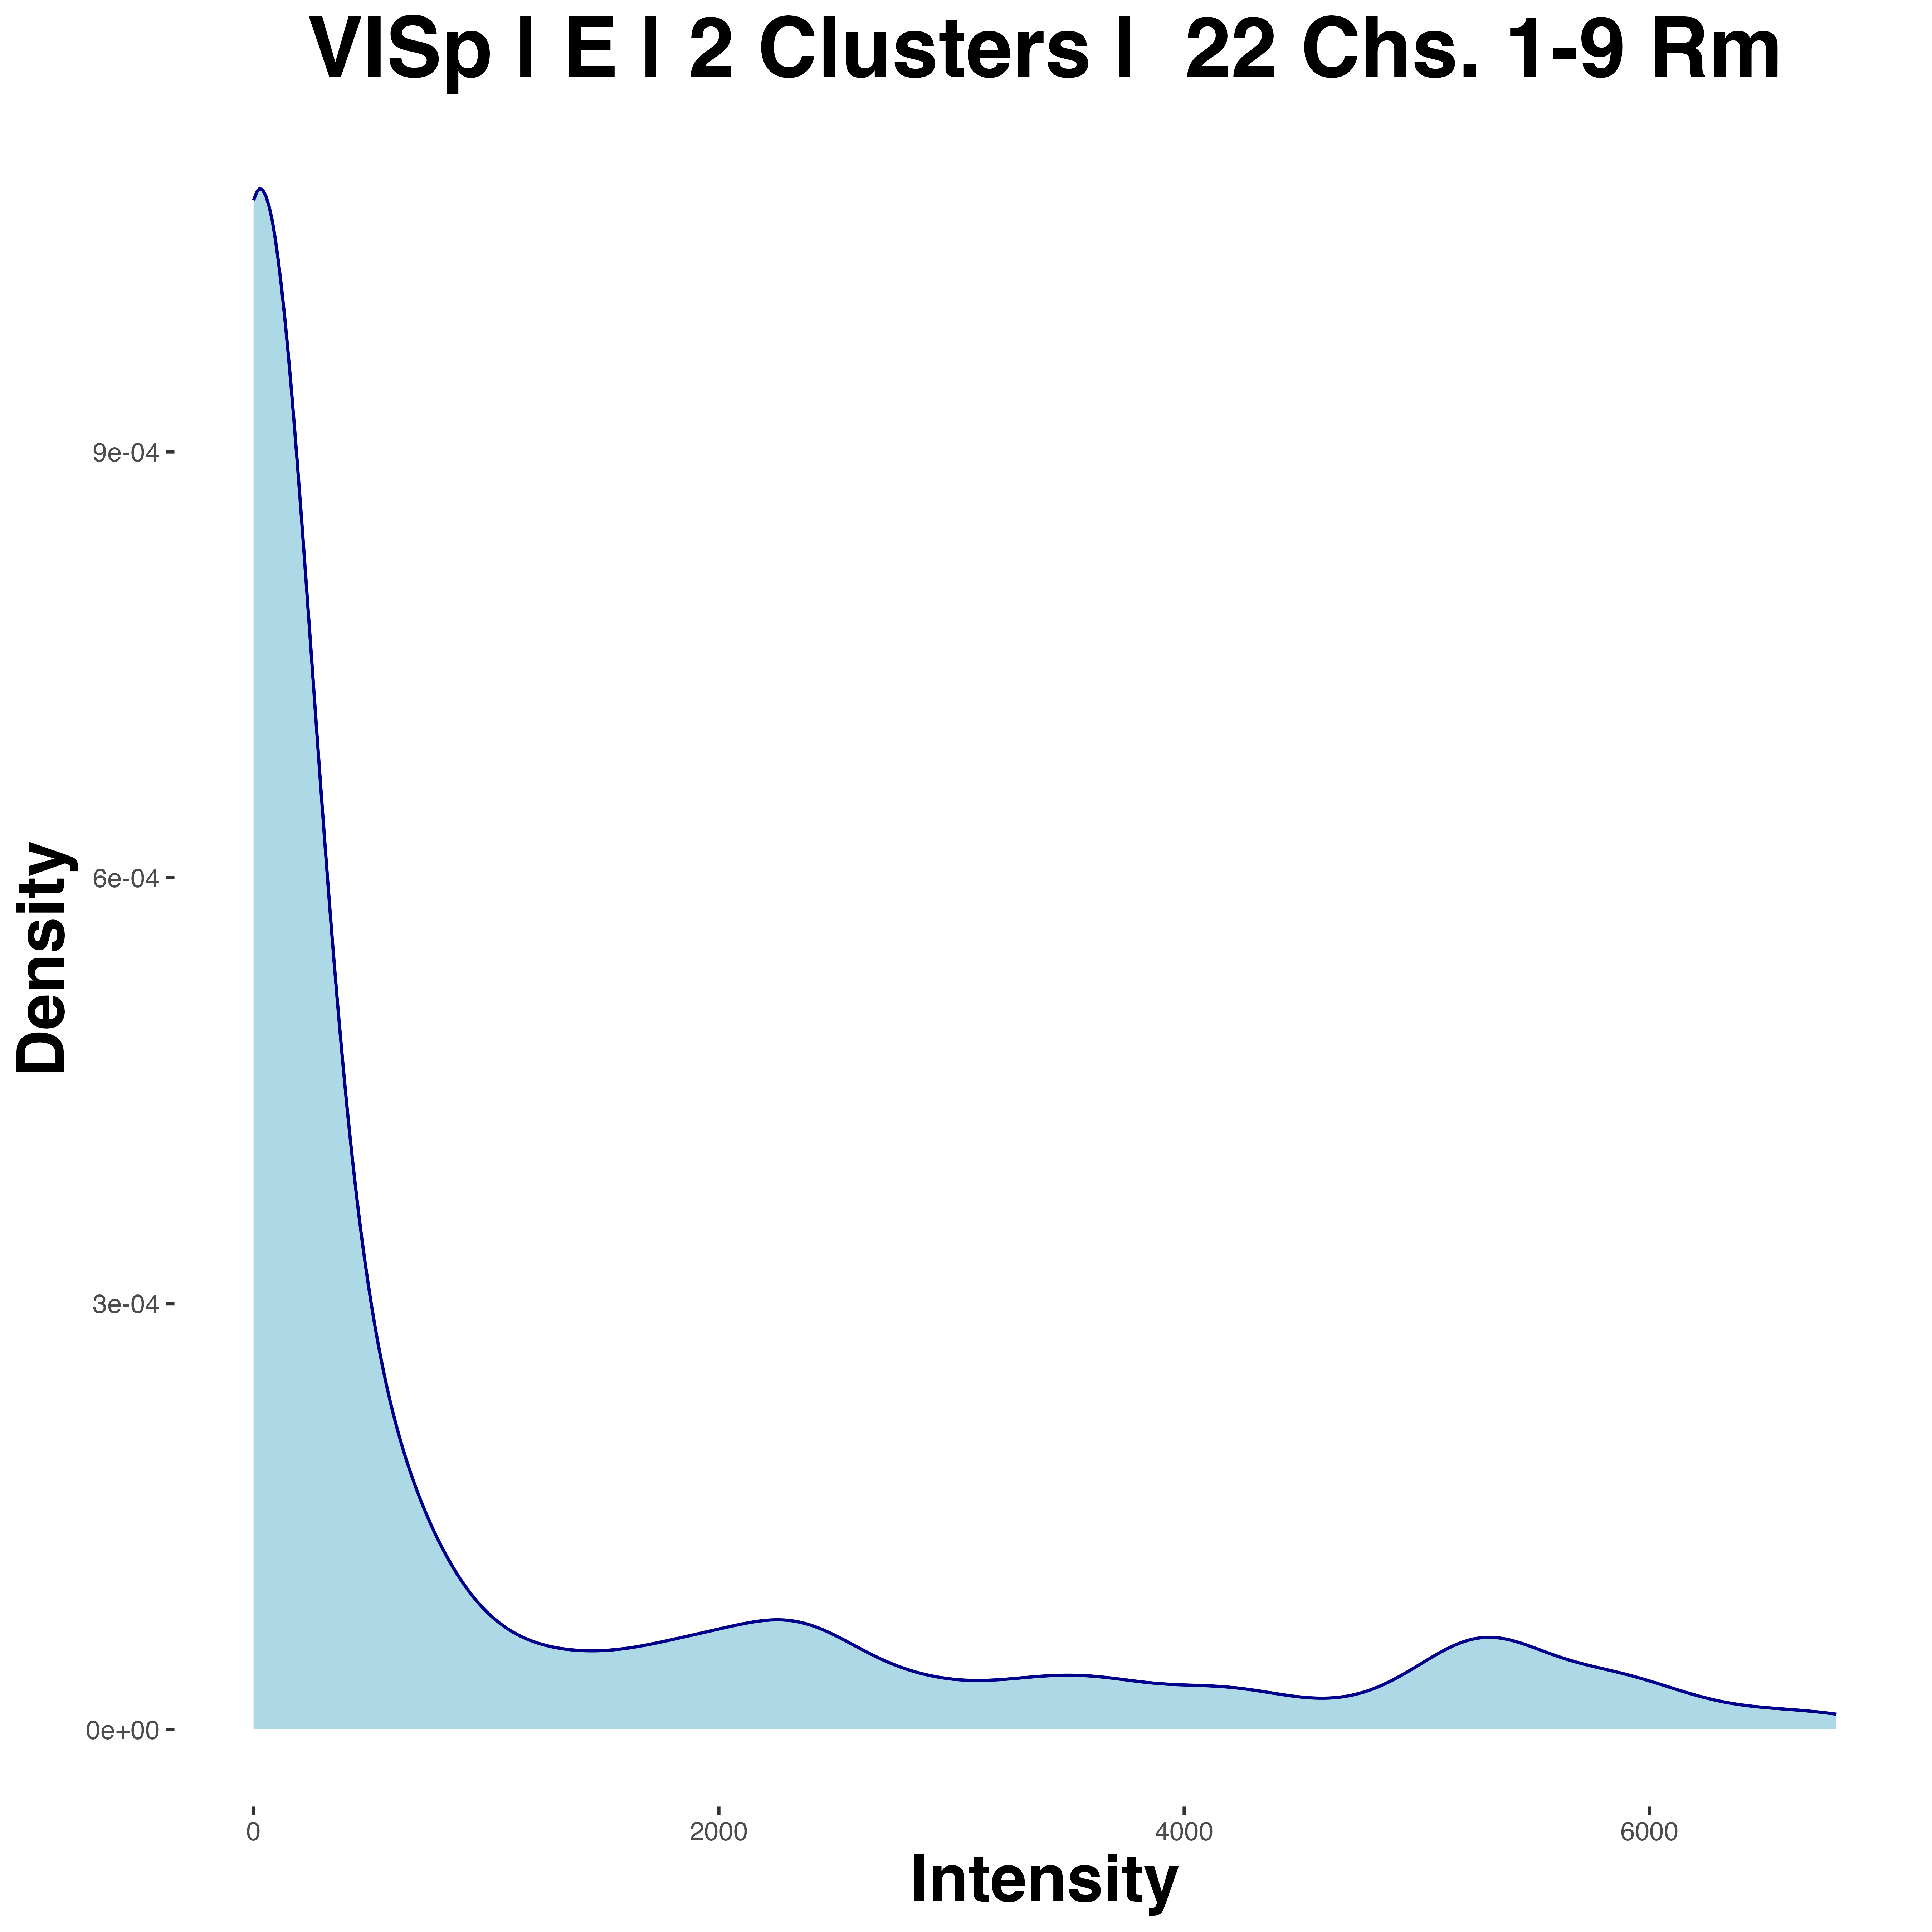 VISp | E | 2 Clusters |  22 Chs. 1-9 Rm
Density
9e-04
6e-04
3e-04
0e+00
0
2000
4000
6000
Intensity